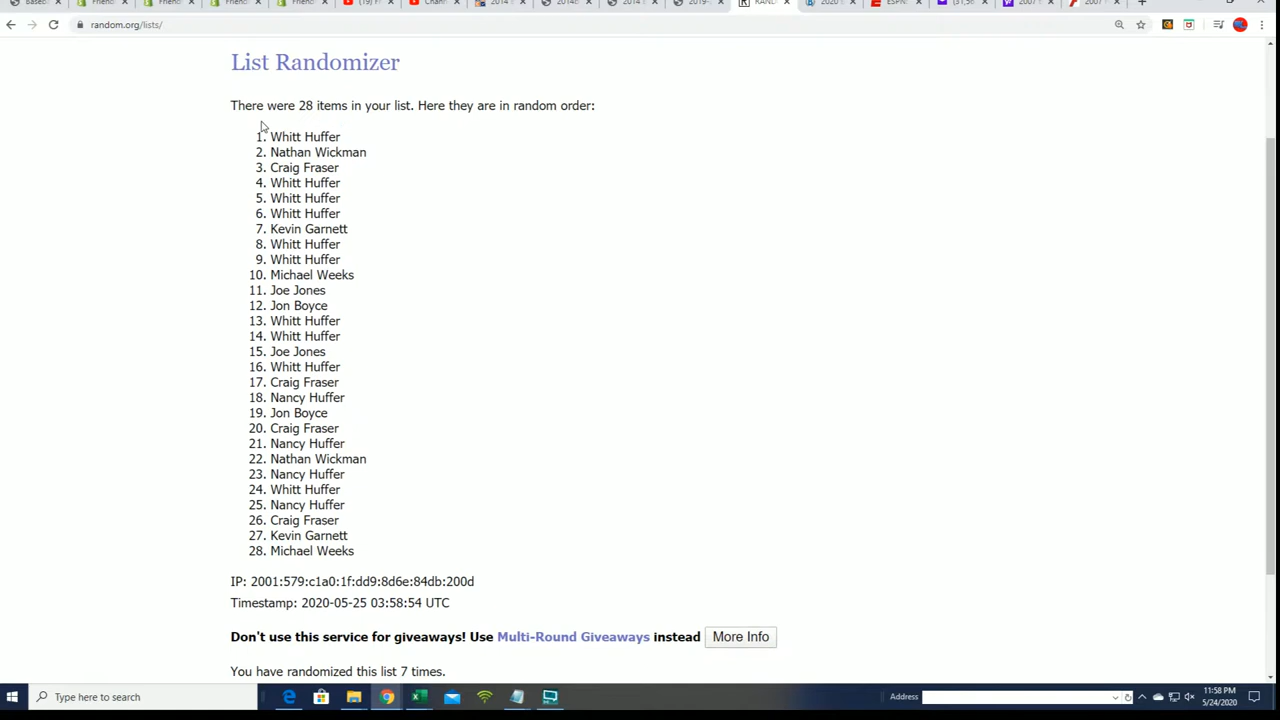 random.org/lists/
List Randomizer
There were 28 items in your list. Here they are in random order:
1. Whitt Huffer
2. Nathan Wickman
3. Craig Fraser
4. Whitt Huffer
5. Whitt Huffer
6. Whitt Huffer
7. Kevin Garnett
8. Whitt Huffer
9. Whitt Huffer
10. Michael Weeks
11. Joe Jones
12. Jon Boyce
13. Whitt Huffer
14. Whitt Huffer
15. Joe Jones
16. Whitt Huffer
17. Craig Fraser
18. Nancy Huffer
19. Jon Boyce
20. Craig Fraser
21. Nancy Huffer
22. Nathan Wickman
23. Nancy Huffer
24. Whitt Huffer
25. Nancy Huffer
26. Craig Fraser
27. Kevin Garnett
28. Michael Weeks
IP: 2001:579:c1a0:1f:dd9:8d6e:84db:200d
Timestamp: 2020-05-25 03:58:54 UTC
Don't use this service for giveaways! Use Multi-Round Giveaways instead More Info
You have randomized this list 7 times.
Type here to search
Address
11:58 PM
5/24/2020